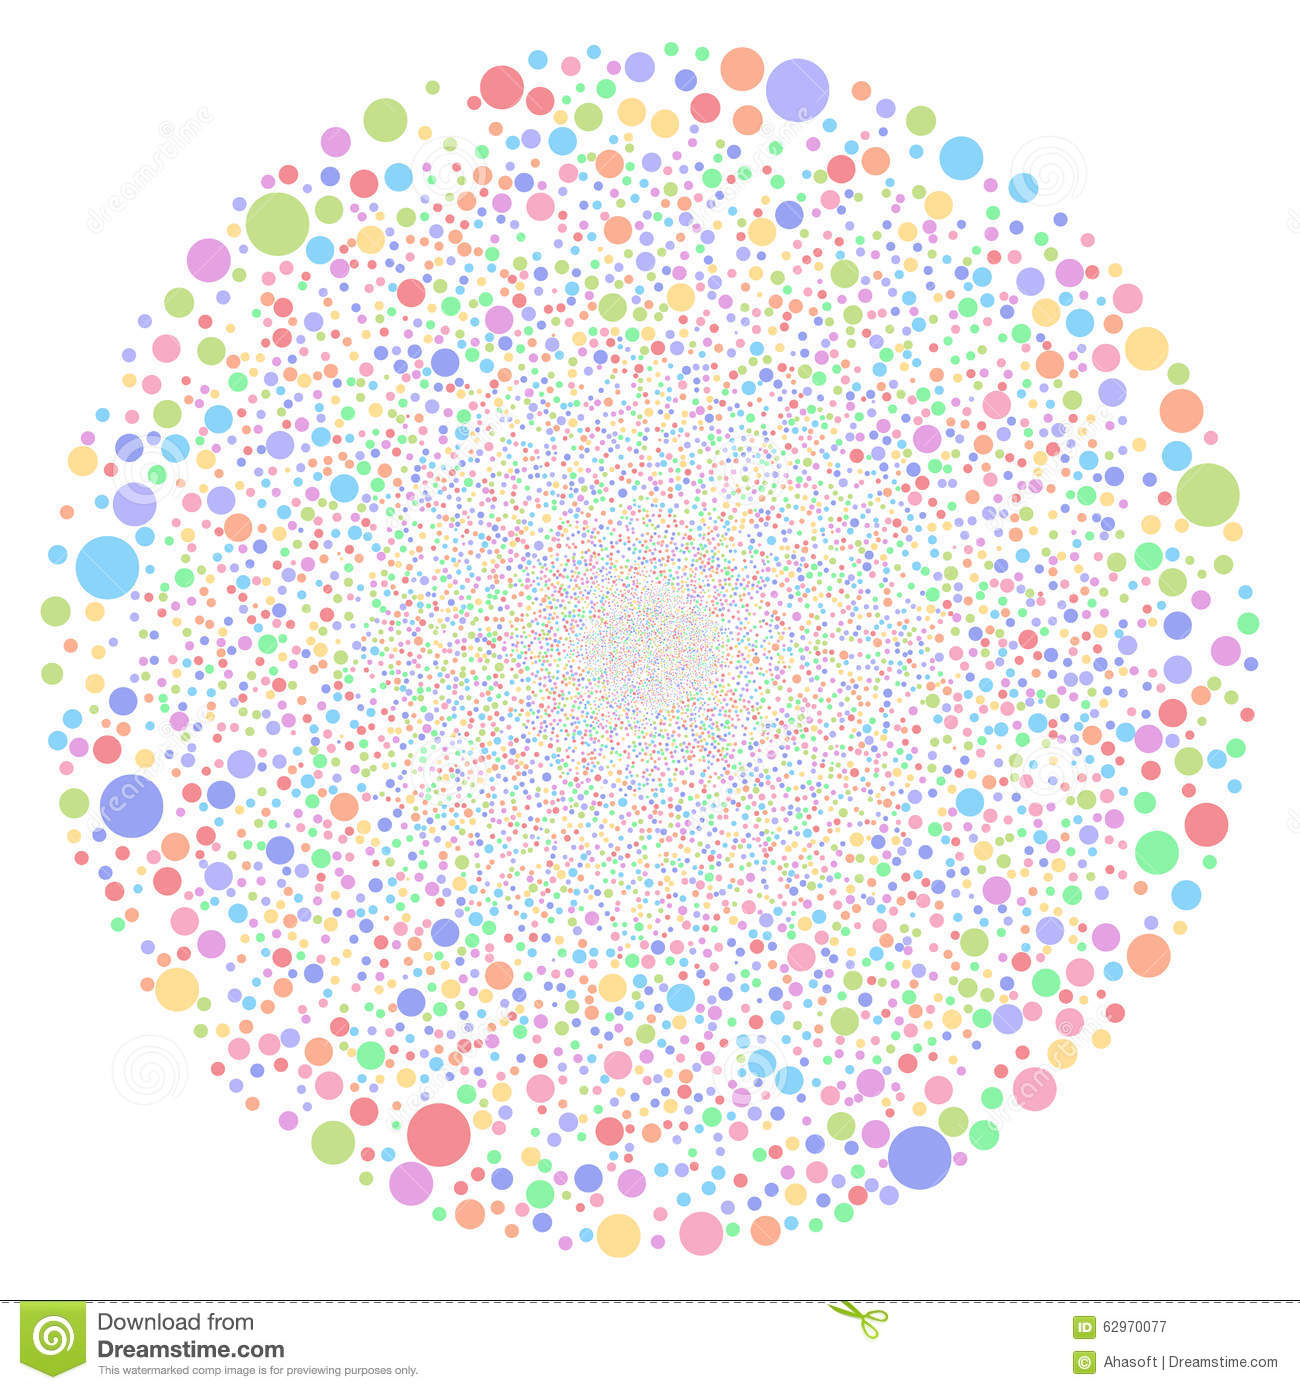 Download from
Dreamstime.com
This watermarked comp image is for previewing purposes only.
ID 62970077
© Ahasoft | Dreamstime.com